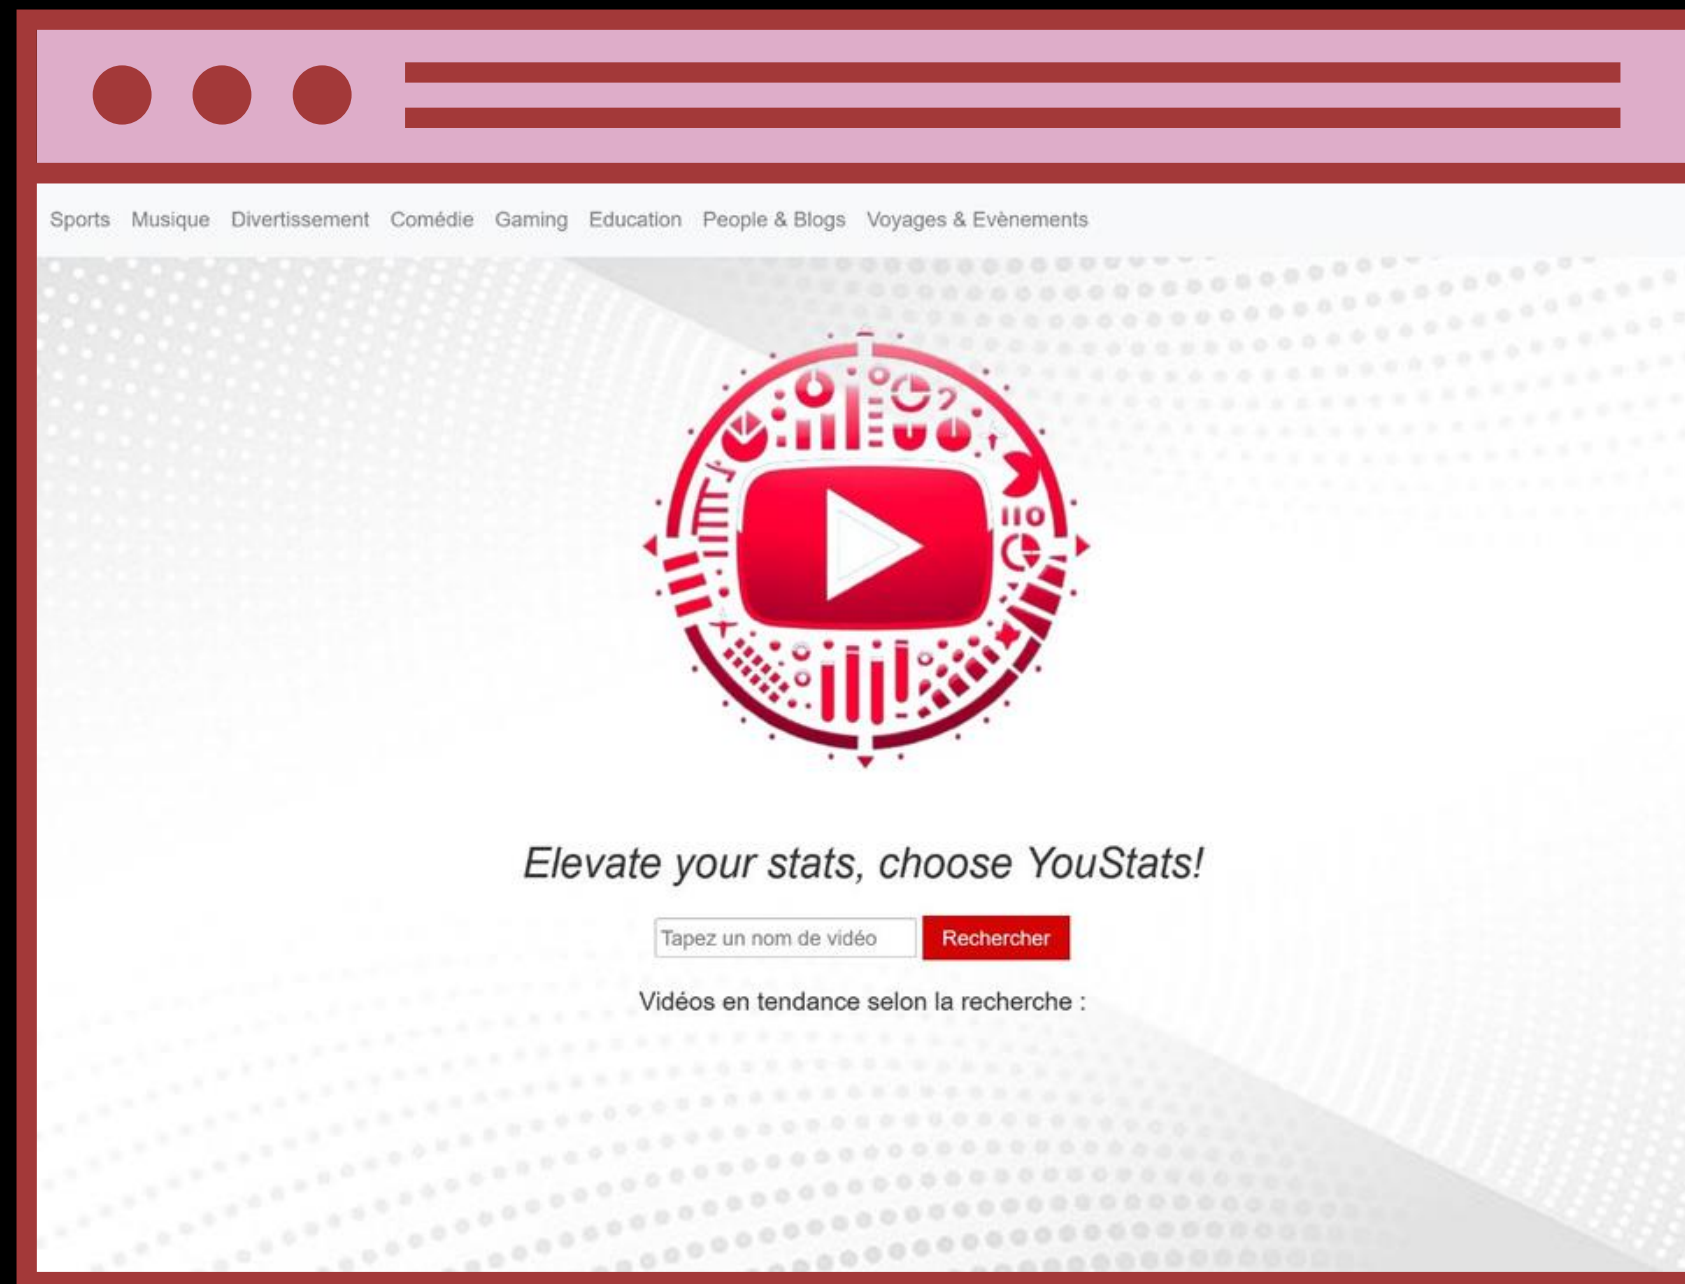 Sports Musique Divertissement Comédie Gaming Education People & Blogs Voyages & Evènements
Elevate your stats, choose YouStats!
Tapez un nom de vidéo Rechercher
Vidéos en tendance selon la recherche :